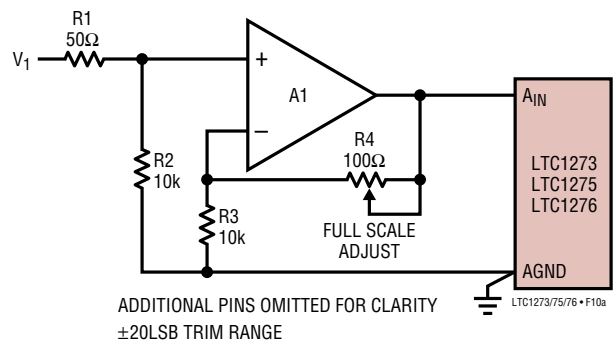 R1
50Ω
V1
+
A1
−
AIN
R4
100Ω
R2
10k
LTC1273
LTC1275
LTC1276
R3
10k
FULL SCALE
ADJUST
AGND
LTC1273/75/76 • F10a
ADDITIONAL PINS OMITTED FOR CLARITY
±20LSB TRIM RANGE